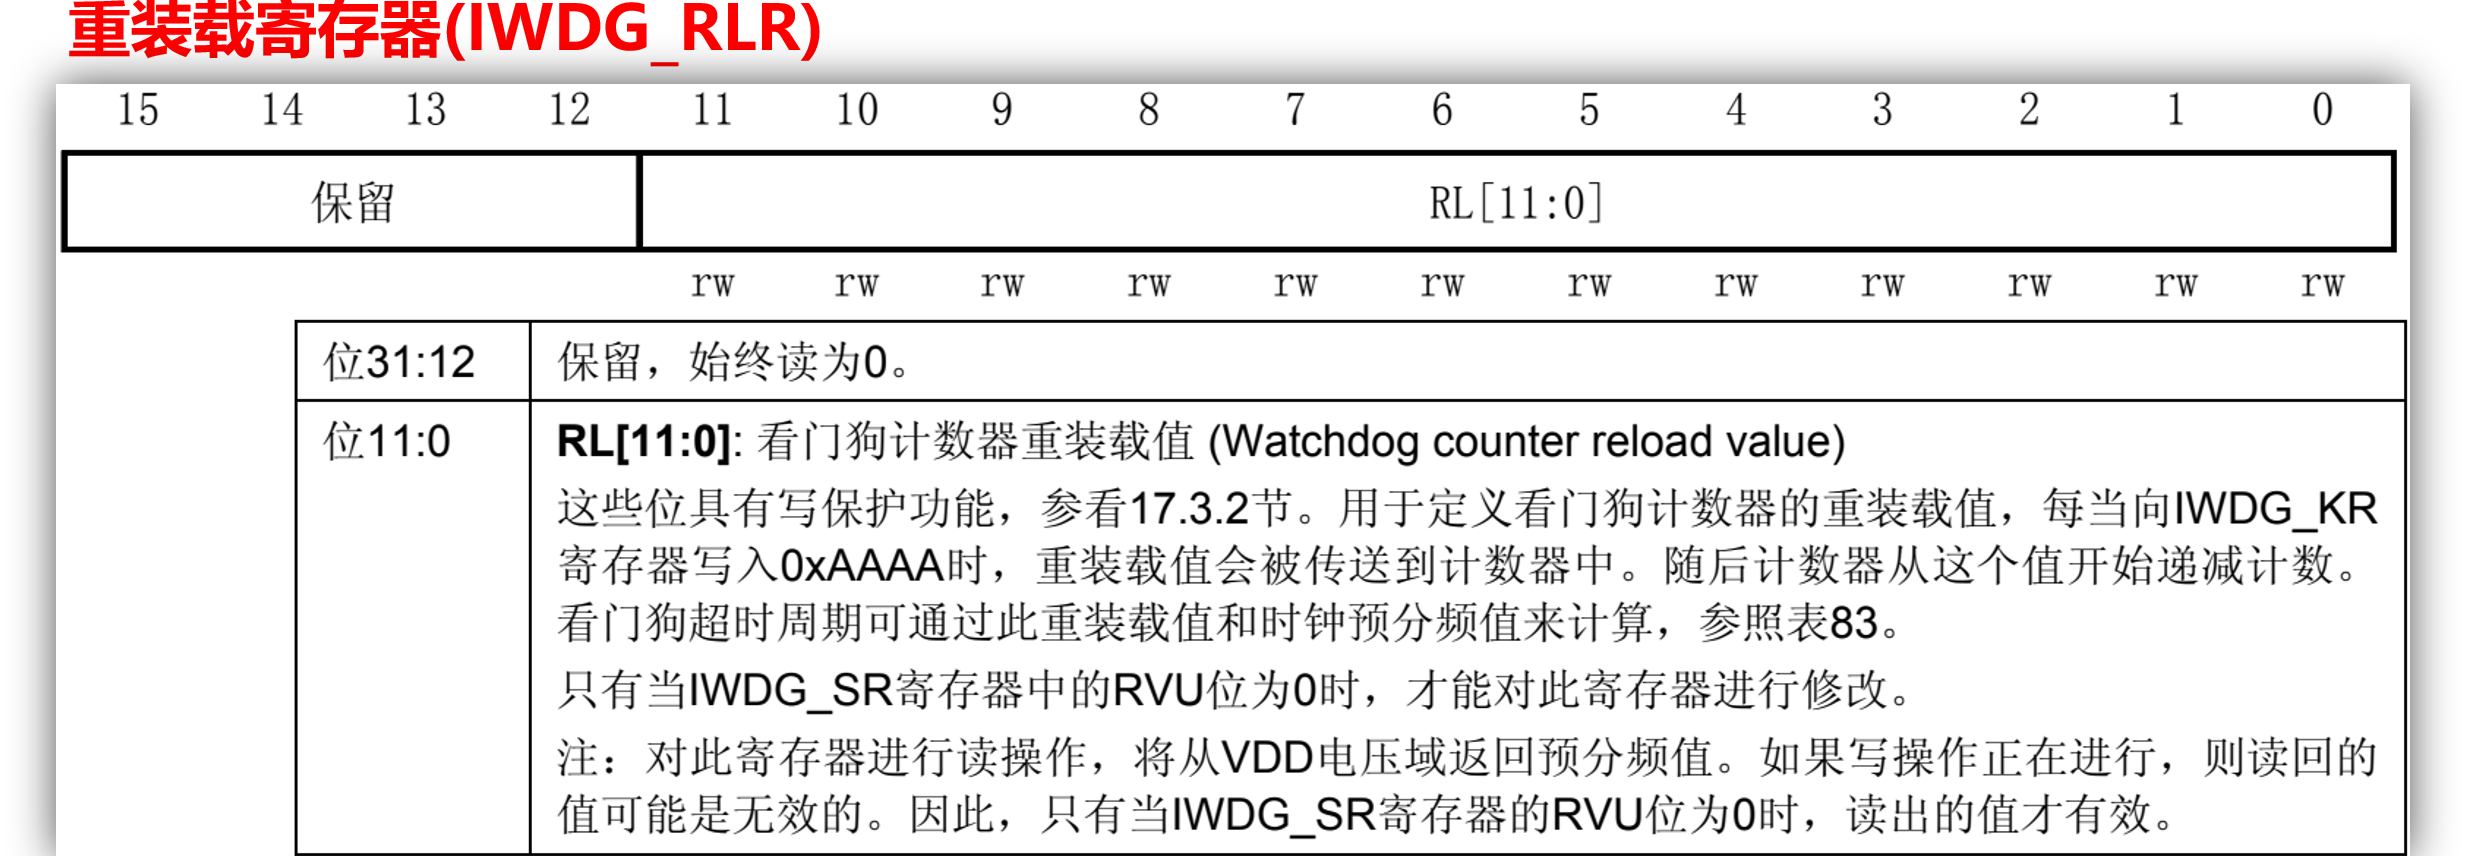 重装载寄存器(IWDG_RLR)
15 14 13 12 11 10 9 8 7 6 5 4 3 2 1 0
保留 RL[11:0]
rw rw rw rw rw rw rw rw rw rw rw rw
位31:12 保留，始终读为0。
位11:0 RL[11:0]: 看门狗计数器重装载值 (Watchdog counter reload value)
这些位具有写保护功能，参看17.3.2节。用于定义看门狗计数器的重装载值，每当向IWDG_KR
寄存器写入0xAAAA时，重装载值会被传送到计数器中。随后计数器从这个值开始递减计数。
看门狗超时周期可通过此重装载值和时钟预分频值来计算，参照表83。
只有当IWDG_SR寄存器中的RVU位为0时，才能对此寄存器进行修改。
注：对此寄存器进行读操作，将从VDD电压域返回预分频值。如果写操作正在进行，则读回的
值可能是无效的。因此，只有当IWDG_SR寄存器的RVU位为0时，读出的值才有效。